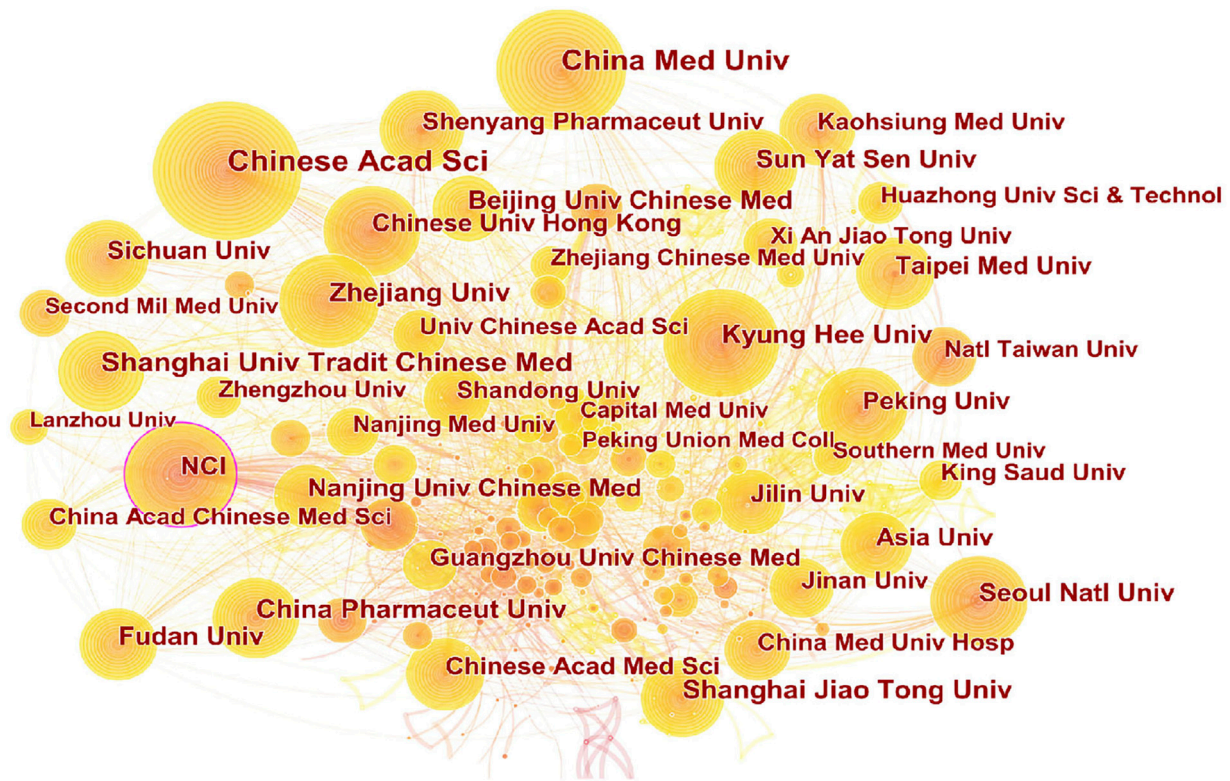 China Med Univ
Shenyang Pharmaceut Univ
Kaohsiung Med Univ
Chinese Acad Sci
Sun Yat Sen Univ
Beijing Univ Chinese Med
Huazhong Univ Sci & Technol
Chinese Univ Hong Kong
Xi An Jiao Tong Univ
Sichuan Univ
Zhejiang Chinese Med Univ
Taipei Med Univ
Zhejiang Univ
Second Mil Med Univ
Univ Chinese Acad Sci
Kyung Hee Univ
Natl Taiwan Univ
Shanghai Univ Tradit Chinese Med
Zhengzhou Univ
Shandong Univ
Peking Univ
Capital Med Univ
Lanzhou Univ
Nanjing Med Univ
Peking Union Med Coll
Southern Med Univ
NCI
King Saud Univ
Nanjing Univ Chinese Med
Jilin Univ
China Acad Chinese Med Sci
Asia Univ
Guangzhou Univ Chinese Med
Jinan Univ
Seoul Natl Univ
China Pharmaceut Univ
Fudan Univ
China Med Univ Hosp
Chinese Acad Med Sci
Shanghai Jiao Tong Univ